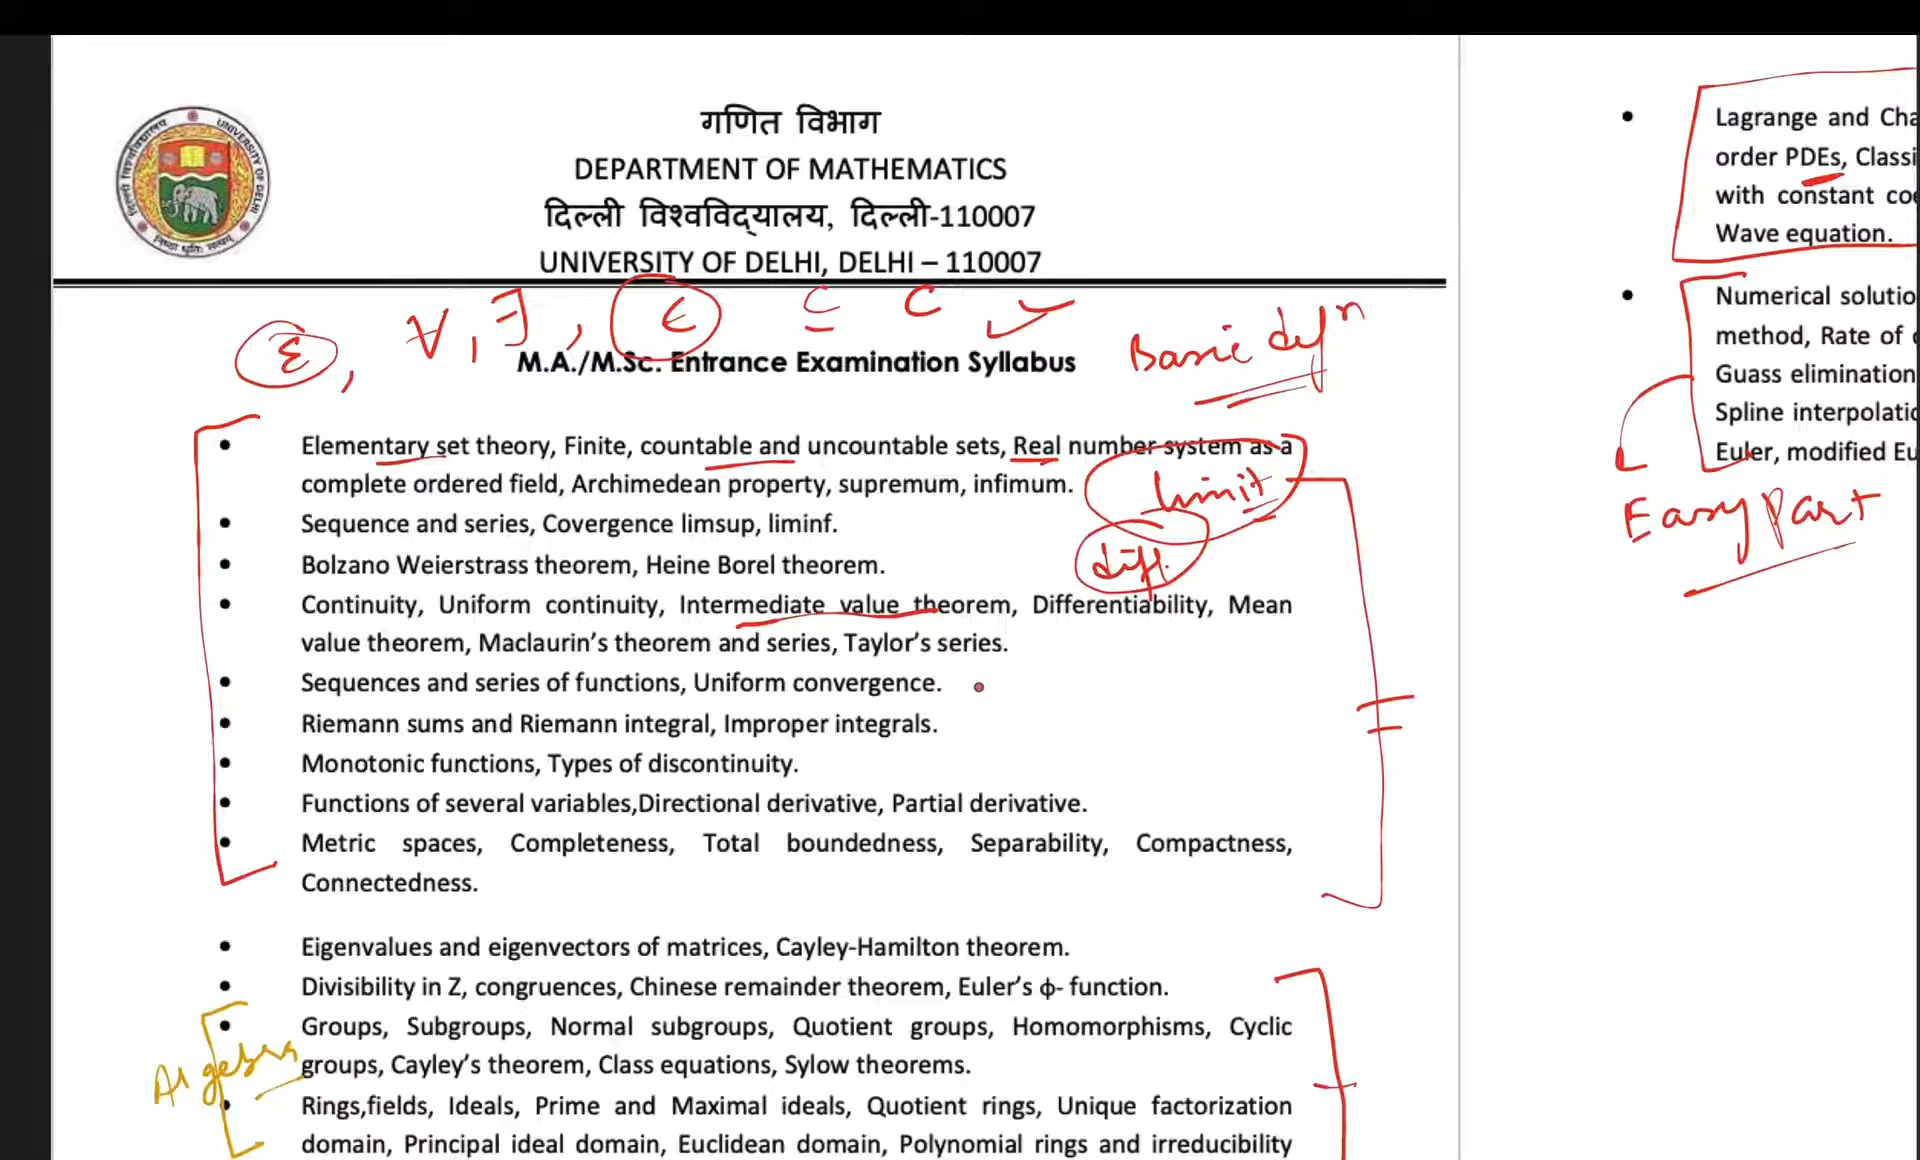 गणित विभाग
DEPARTMENT OF MATHEMATICS
दिल्ली विश्वविद्यालय, दिल्ली-110007
UNIVERSITY OF DELHI, DELHI – 110007
Ɛ, ∀, ∃, ∈ ⊆ ⊂
Basic defⁿ
M.A./M.Sc. Entrance Examination Syllabus
• Elementary set theory, Finite, countable and uncountable sets, Real number system as a
complete ordered field, Archimedean property, supremum, infimum.
limit
• Sequence and series, Covergence limsup, liminf.
diff.
• Bolzano Weierstrass theorem, Heine Borel theorem.
• Continuity, Uniform continuity, Intermediate value theorem, Differentiability, Mean
value theorem, Maclaurin's theorem and series, Taylor's series.
• Sequences and series of functions, Uniform convergence.
• Riemann sums and Riemann integral, Improper integrals.
• Monotonic functions, Types of discontinuity.
• Functions of several variables,Directional derivative, Partial derivative.
• Metric spaces, Completeness, Total boundedness, Separability, Compactness,
Connectedness.
• Eigenvalues and eigenvectors of matrices, Cayley-Hamilton theorem.
• Divisibility in Z, congruences, Chinese remainder theorem, Euler's ϕ- function.
• Groups, Subgroups, Normal subgroups, Quotient groups, Homomorphisms, Cyclic
groups, Cayley's theorem, Class equations, Sylow theorems.
Algebra
• Rings,fields, Ideals, Prime and Maximal ideals, Quotient rings, Unique factorization
domain, Principal ideal domain, Euclidean domain, Polynomial rings and irreducibility
• Lagrange and Cha
order PDEs, Classi
with constant co
Wave equation.
• Numerical solutio
method, Rate of
Guass elimination
Spline interpolatio
Euler, modified Eu
Easy Part